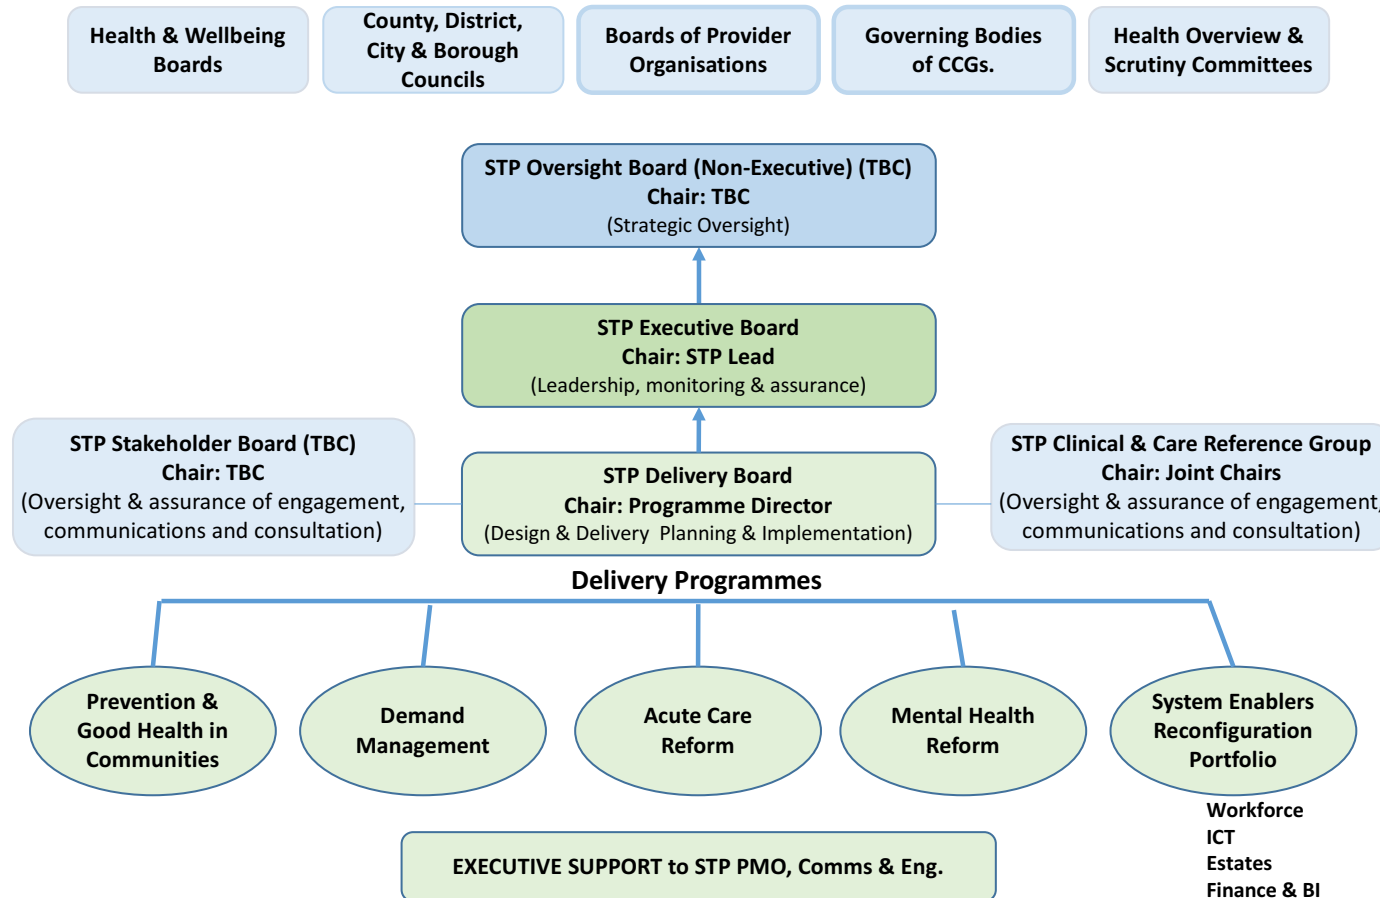 Health & Wellbeing
Boards
County, District,
City & Borough
Councils
Boards of Provider
Organisations
Governing Bodies
of CCGs.
Health Overview &
Scrutiny Committees
STP Oversight Board (Non-Executive) (TBC)
Chair: TBC
(Strategic Oversight)
STP Executive Board
Chair: STP Lead
(Leadership, monitoring & assurance)
STP Stakeholder Board (TBC)
Chair: TBC
(Oversight & assurance of engagement,
communications and consultation)
STP Delivery Board
Chair: Programme Director
(Design & Delivery  Planning & Implementation)
STP Clinical & Care Reference Group
Chair: Joint Chairs
(Oversight & assurance of engagement,
communications and consultation)
Delivery Programmes
Prevention &
Good Health in
Communities
Demand
Management
Acute Care
Reform
Mental Health
Reform
System Enablers
Reconfiguration
Portfolio
Workforce
ICT
Estates
Finance & BI
EXECUTIVE SUPPORT to STP PMO, Comms & Eng.